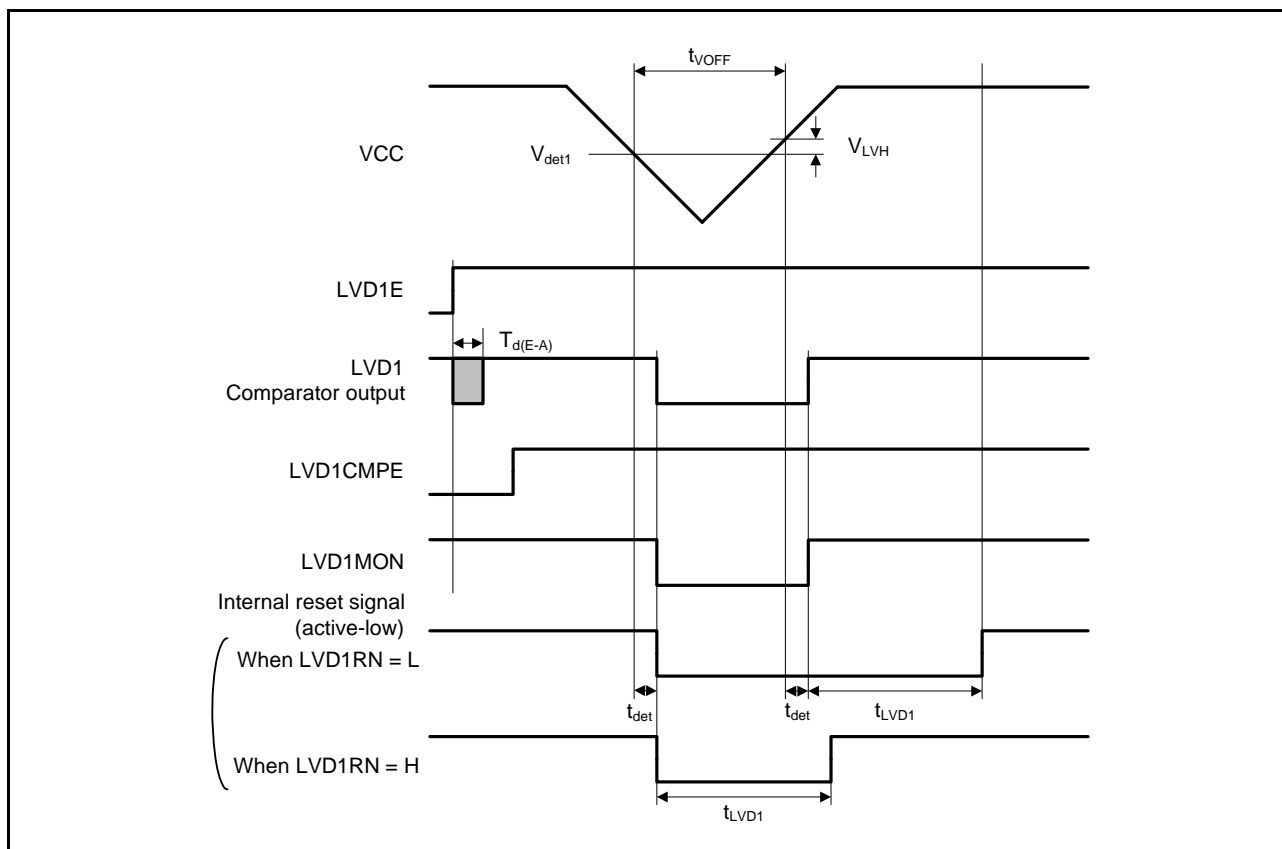 tVOFF
VCC
Vdet1
VLVH
LVD1E
Td(E-A)
LVD1
Comparator output
LVD1CMPE
LVD1MON
Internal reset signal
(active-low)
When LVD1RN = L
tdet
tdet
tLVD1
When LVD1RN = H
tLVD1